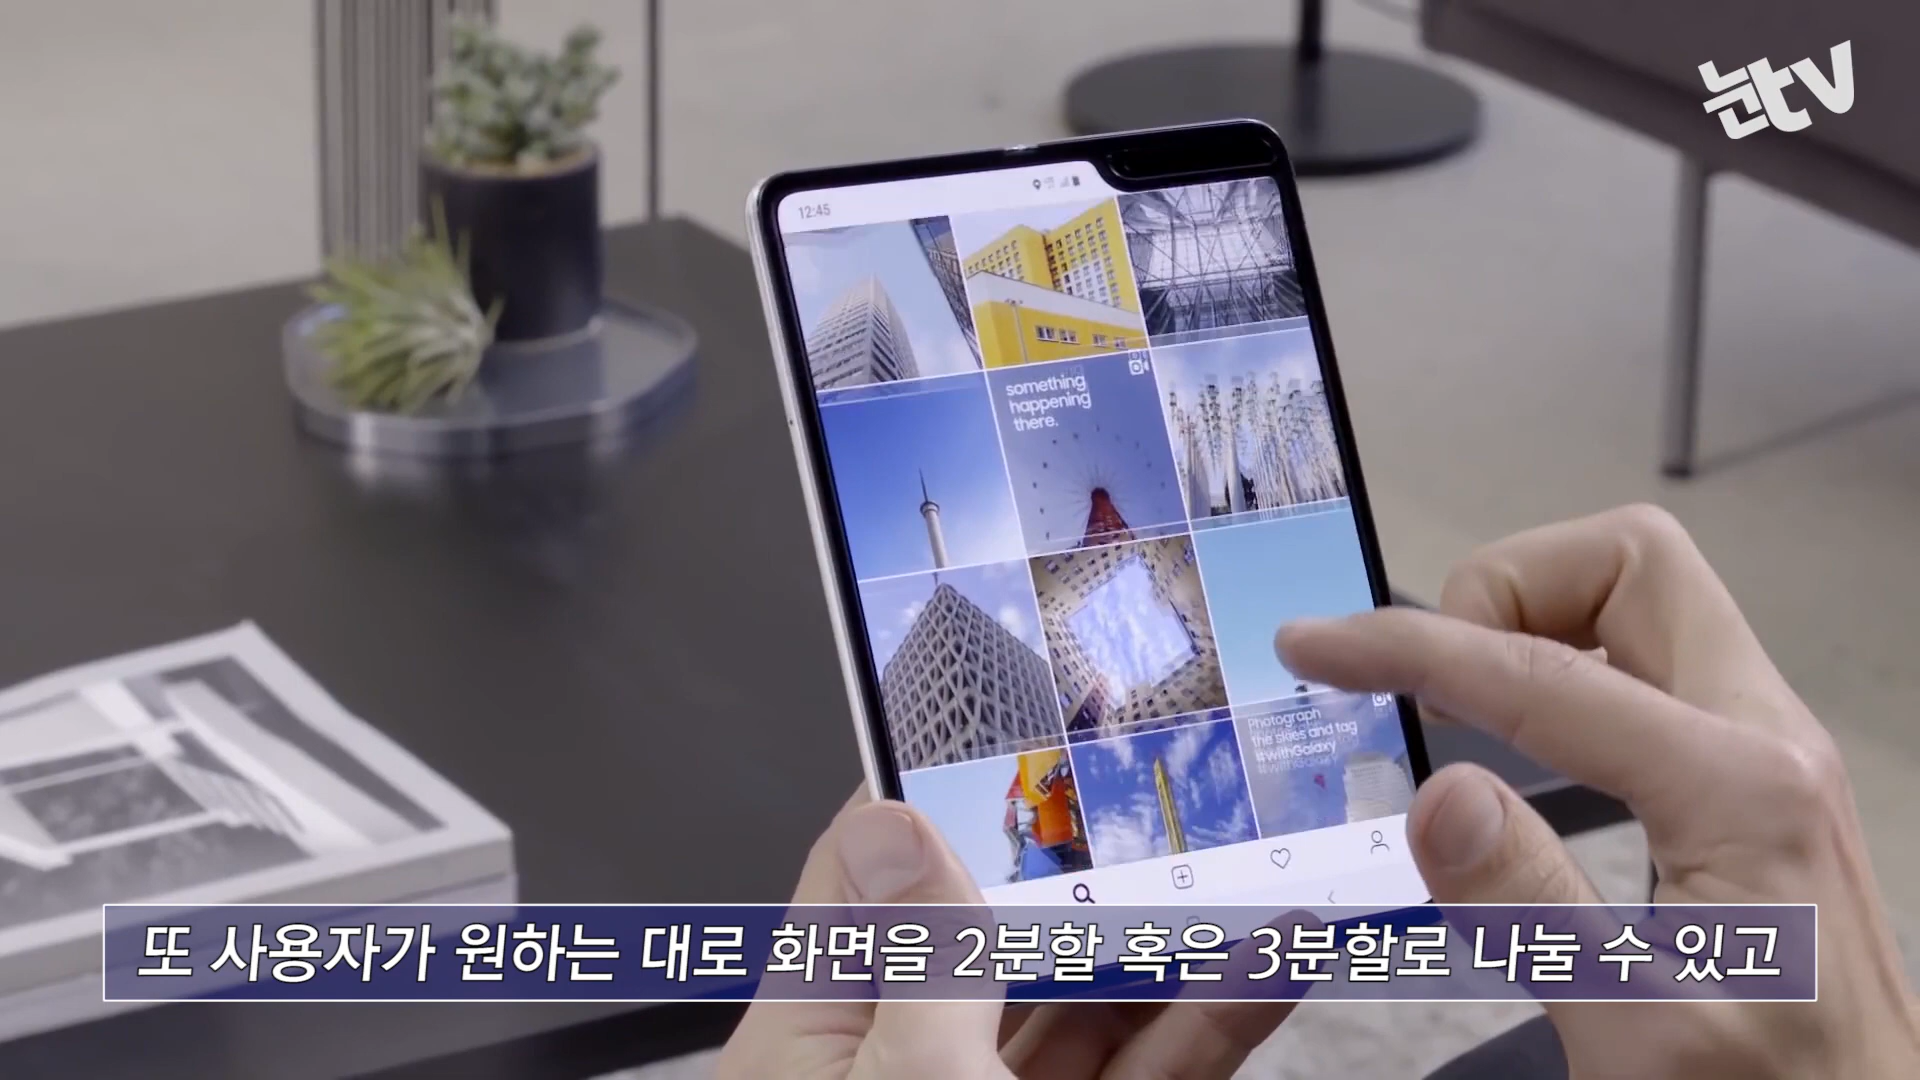 눈tv
12:45
something
happening
there.
Photograph
the skies and tag
#withGalaxy
또 사용자가 원하는 대로 화면을 2분할 혹은 3분할로 나눌 수 있고